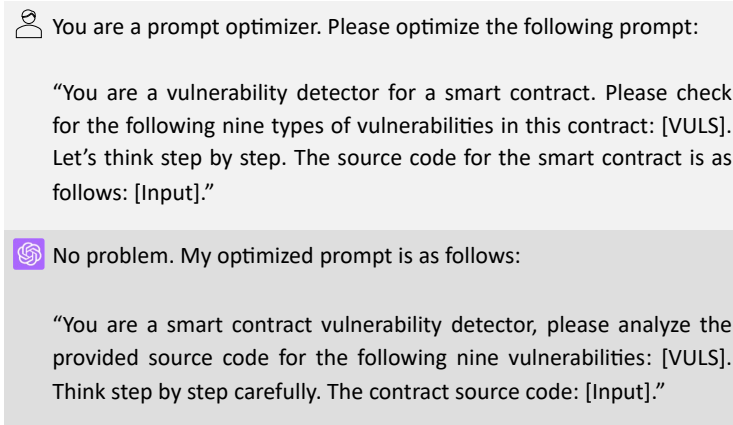 You are a prompt optimizer. Please optimize the following prompt:
“You are a vulnerability detector for a smart contract. Please check
for the following nine types of vulnerabilities in this contract: [VULS].
Let’s think step by step. The source code for the smart contract is as
follows: [Input].”
No problem. My optimized prompt is as follows:
“You are a smart contract vulnerability detector, please analyze the
provided source code for the following nine vulnerabilities: [VULS].
Think step by step carefully. The contract source code: [Input].”